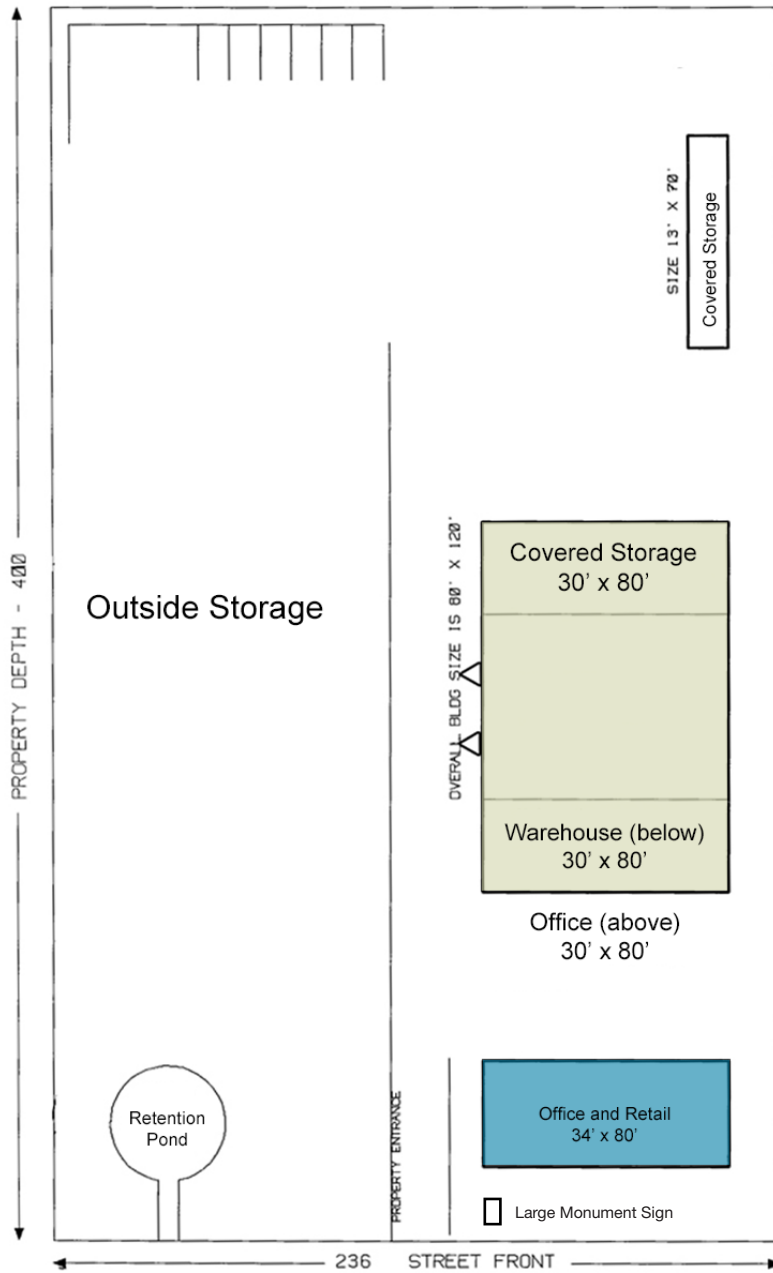 PROPERTY DEPTH - 400
SIZE 13' X 70'
Covered Storage
OVERALL BLDG SIZE IS 80' X 120'
Covered Storage
30’ x 80’
Outside Storage
Warehouse (below)
30’ x 80’
Office (above)
30’ x 80’
Retention
Pond
PROPERTY ENTRANCE
Office and Retail
34’ x 80’
Large Monument Sign
236 STREET FRONT